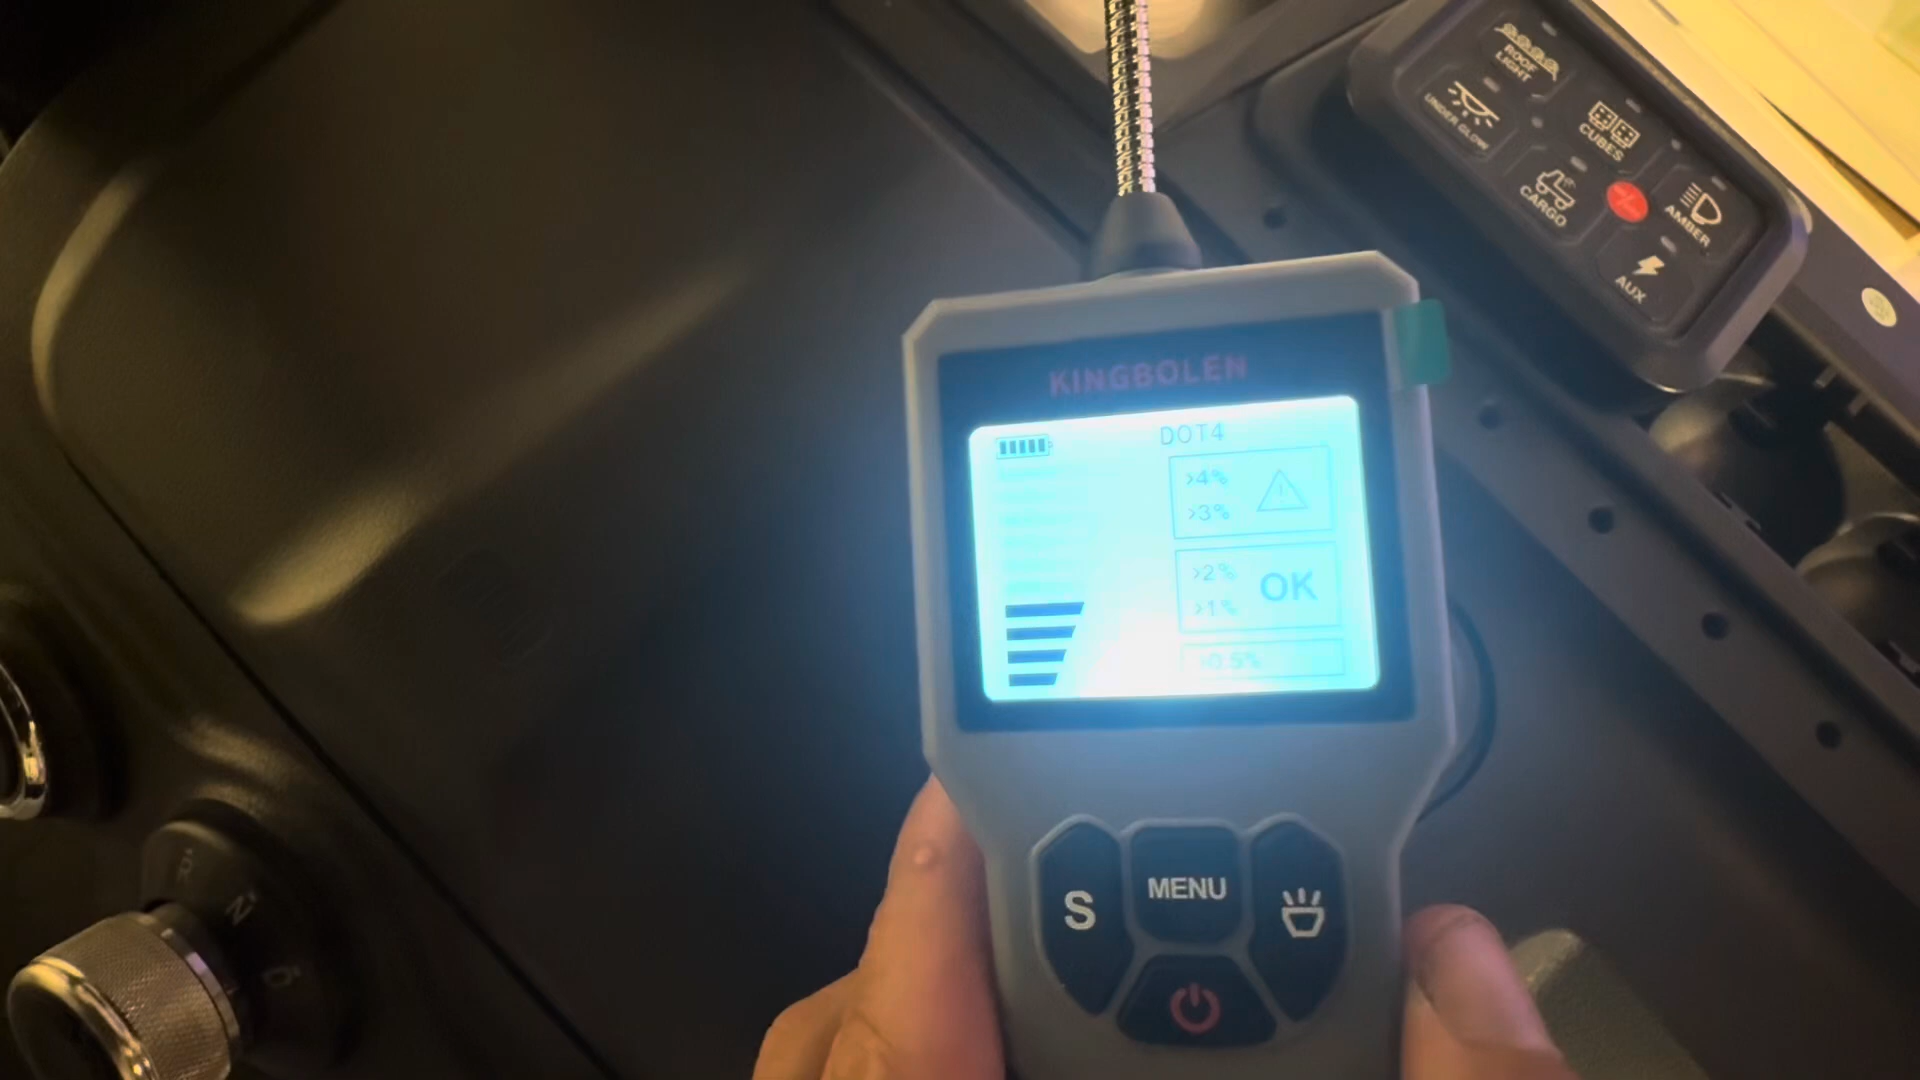 ROOF
LIGHT
UNDER GLOW
CUBES
CARGO
AMBER
AUX
KINGBOLEN
DOT4
>4%
>3%
>2%
>1%
OK
S
MENU
R
N
D